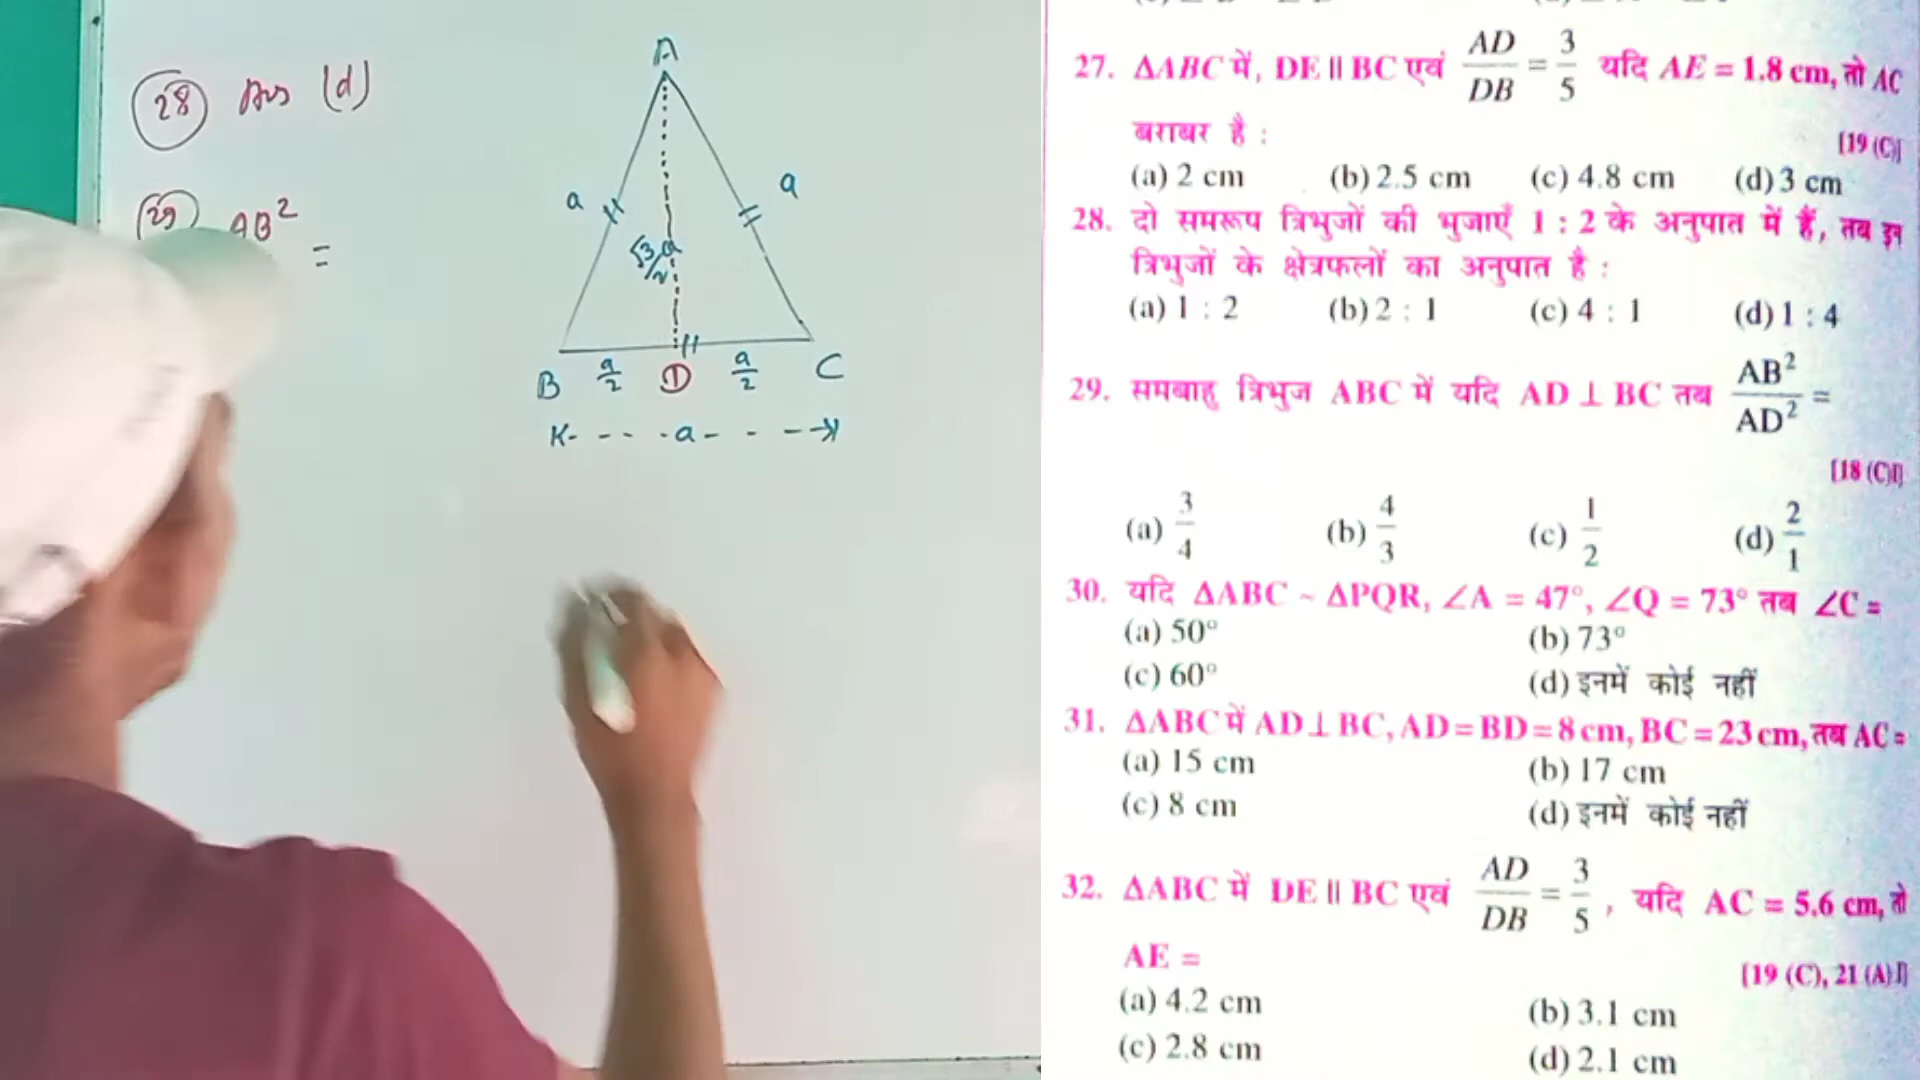 28 Ans (d)
29 AB²
=
A
a
a
√3/2 a
B
a/2
D
a/2
C
a
27. ΔABC में, DE || BC एवं AD/DB = 3/5 यदि AE = 1.8 cm, तो AC
बराबर है :
[19 (C)]
(a) 2 cm (b) 2.5 cm (c) 4.8 cm (d) 3 cm
28. दो समरूप त्रिभुजों की भुजाएँ 1 : 2 के अनुपात में हैं, तब इन
त्रिभुजों के क्षेत्रफलों का अनुपात है :
(a) 1 : 2 (b) 2 : 1 (c) 4 : 1 (d) 1 : 4
29. समबाहु त्रिभुज ABC में यदि AD ⊥ BC तब AB²/AD² =
(a) 3/4 (b) 4/3 (c) 1/2 (d) 2/1
30. यदि ΔABC ~ ΔPQR, ∠A = 47°, ∠Q = 73° तब ∠C =
(a) 50° (b) 73°
(c) 60° (d) इनमें कोई नहीं
31. ΔABC में AD ⊥ BC, AD = BD = 8 cm, BC = 23 cm, तब AC =
(a) 15 cm (b) 17 cm
(c) 8 cm (d) इनमें कोई नहीं
32. ΔABC में DE || BC एवं AD/DB = 3/5, यदि AC = 5.6 cm, तो
AE =
[19 (C), 21 (A) I]
(a) 4.2 cm (b) 3.1 cm
(c) 2.8 cm (d) 2.1 cm